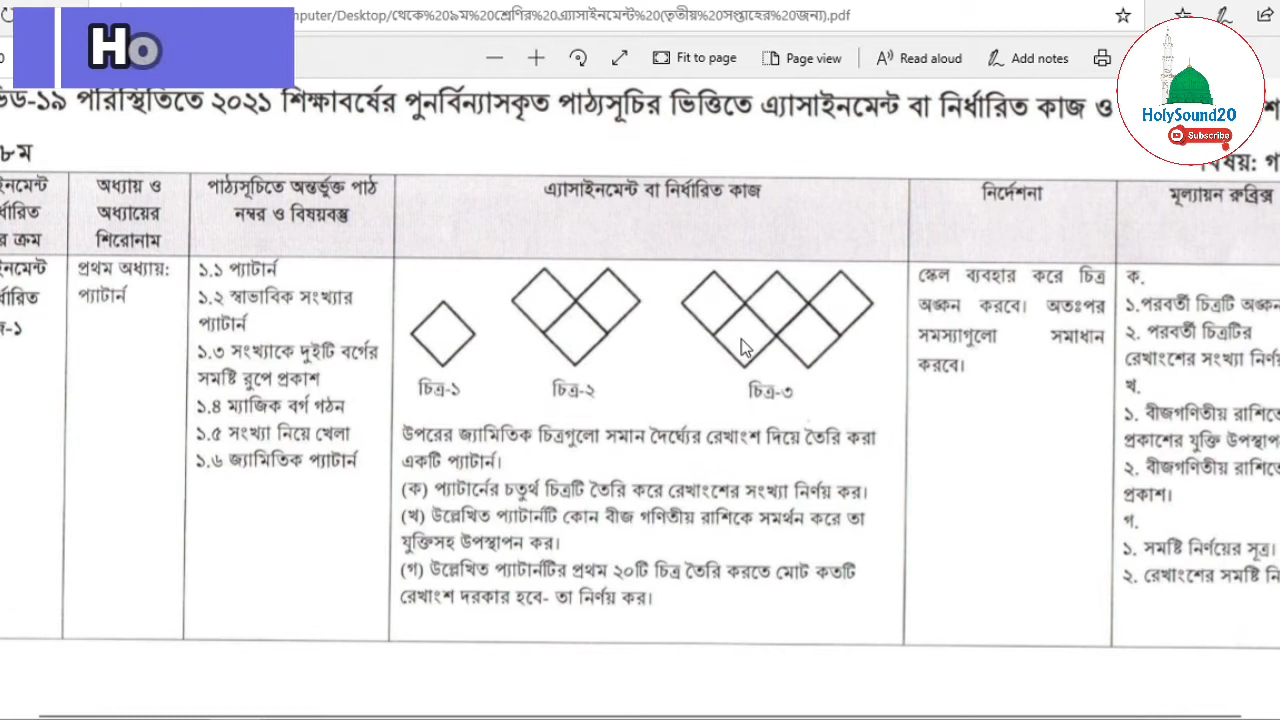 mputer/Desktop/থেকে%20৯ম%20শ্রেণির%20এ্যাসাইনমেন্ট%20(তৃতীয়%20সপ্তাহের%20জন্য).pdf
Ho
Fit to page
Page view
Read aloud
Add notes
HolySound20
Subscribe
ভিড-১৯ পরিস্থিতিতে ২০২১ শিক্ষাবর্ষের পুনর্বিন্যাসকৃত পাঠ্যসূচির ভিত্তিতে এ্যাসাইনমেন্ট বা নির্ধারিত কাজ ও
৮ম
বিষয়: গ
অধ্যায় ও
অধ্যায়ের
শিরোনাম
পাঠ্যসূচিতে অন্তর্ভুক্ত পাঠ
নম্বর ও বিষয়বস্তু
এ্যাসাইনমেন্ট বা নির্ধারিত কাজ
নির্দেশনা
মূল্যায়ন রুব্রিক্স
প্রথম অধ্যায়:
প্যাটার্ন
১.১ প্যাটার্ন
১.২ স্বাভাবিক সংখ্যার
প্যাটার্ন
১.৩ সংখ্যাকে দুইটি বর্গের
সমষ্টি রুপে প্রকাশ
১.৪ ম্যাজিক বর্গ গঠন
১.৫ সংখ্যা নিয়ে খেলা
১.৬ জ্যামিতিক প্যাটার্ন
চিত্র-১
চিত্র-২
চিত্র-৩
উপরের জ্যামিতিক চিত্রগুলো সমান দৈর্ঘ্যের রেখাংশ দিয়ে তৈরি করা
একটি প্যাটার্ন।
(ক) প্যাটার্নের চতুর্থ চিত্রটি তৈরি করে রেখাংশের সংখ্যা নির্ণয় কর।
(খ) উল্লেখিত প্যাটার্নটি কোন বীজ গণিতীয় রাশিকে সমর্থন করে তা
যুক্তিসহ উপস্থাপন কর।
(গ) উল্লেখিত প্যাটার্নটির প্রথম ২০টি চিত্র তৈরি করতে মোট কতটি
রেখাংশ দরকার হবে- তা নির্ণয় কর।
স্কেল ব্যবহার করে চিত্র
অঙ্কন করবে। অতঃপর
সমস্যাগুলো সমাধান
করবে।
ক.
১.পরবর্তী চিত্রটি অঙ্কন
২. পরবর্তী চিত্রটির
রেখাংশের সংখ্যা নির্ণ
খ.
১. বীজগণিতীয় রাশিতে
প্রকাশের যুক্তি উপস্থাপ
২. বীজগণিতীয় রাশিতে
প্রকাশ।
গ.
১. সমষ্টি নির্ণয়ের সূত্র।
২. রেখাংশের সমষ্টি নি